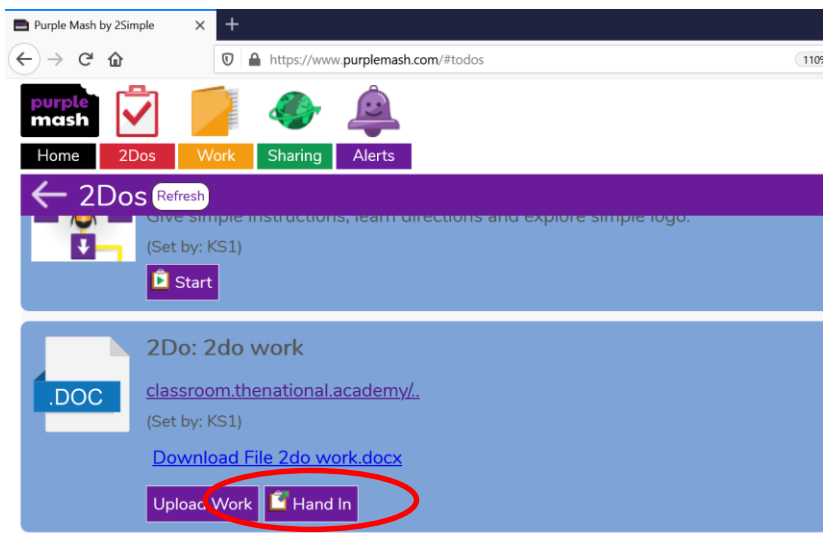 Purple Mash by 2Simple × +
https://www.purplemash.com/#todos 110%
purple
mash
Home 2Dos Work Sharing Alerts
← 2Dos Refresh
Give simple instructions, learn directions and explore simple logo.
(Set by: KS1)
Start
2Do: 2do work
.DOC
classroom.thenational.academy/..
(Set by: KS1)
Download File 2do work.docx
Upload Work Hand In